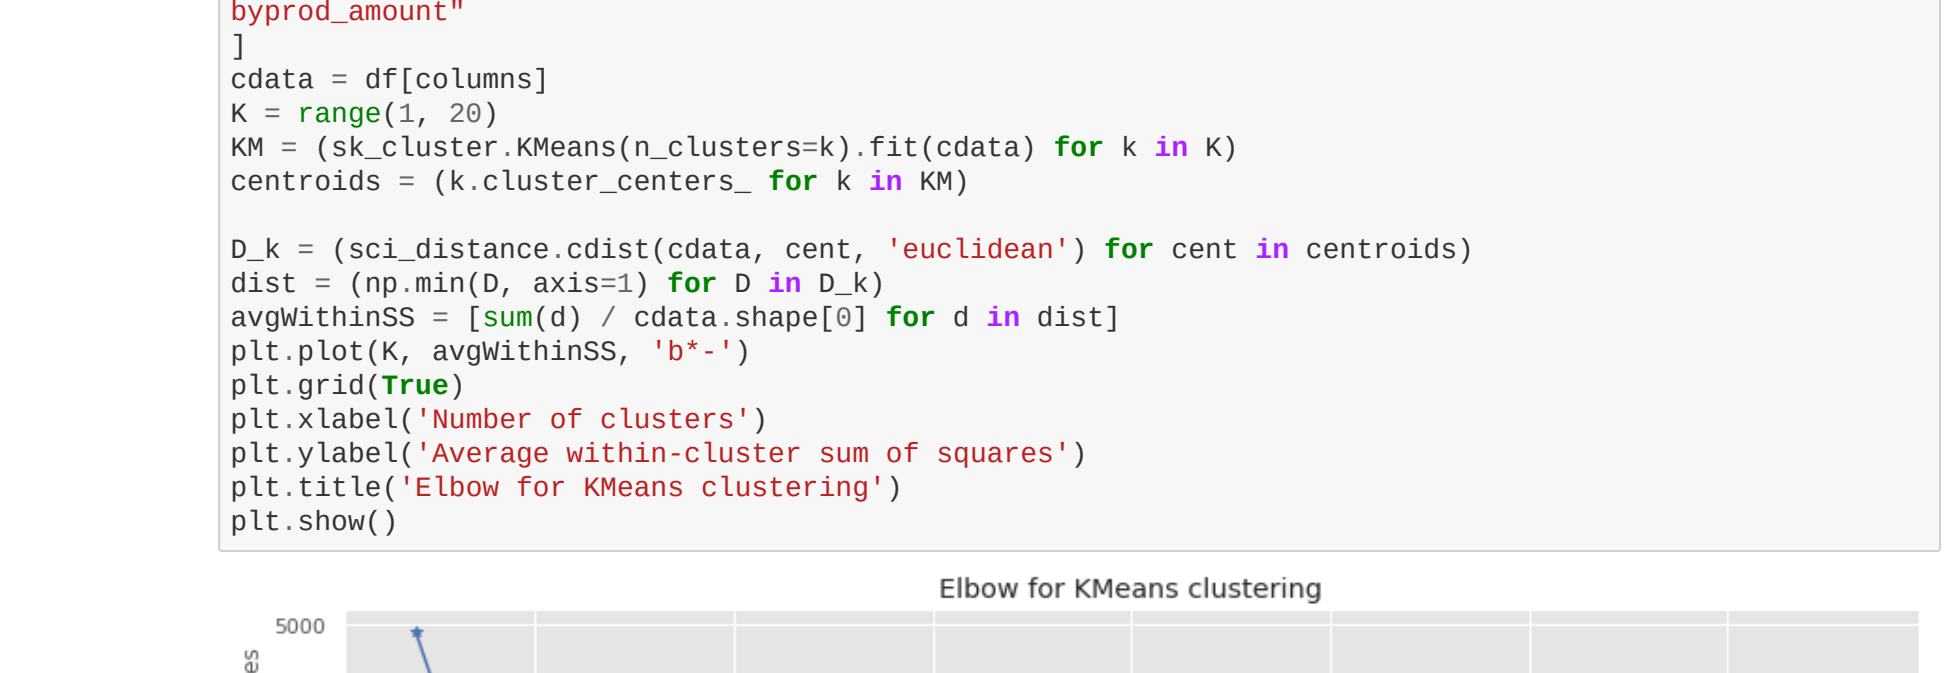 byprod_amount"
]
cdata = df[columns]
K = range(1, 20)
KM = (sk_cluster.KMeans(n_clusters=k).fit(cdata) for k in K)
centroids = (k.cluster_centers_ for k in KM)
D_k = (sci_distance.cdist(cdata, cent, 'euclidean') for cent in centroids)
dist = (np.min(D, axis=1) for D in D_k)
avgWithinSS = [sum(d) / cdata.shape[0] for d in dist]
plt.plot(K, avgWithinSS, 'b*-')
plt.grid(True)
plt.xlabel('Number of clusters')
plt.ylabel('Average within-cluster sum of squares')
plt.title('Elbow for KMeans clustering')
plt.show()
Elbow for KMeans clustering
5000
es